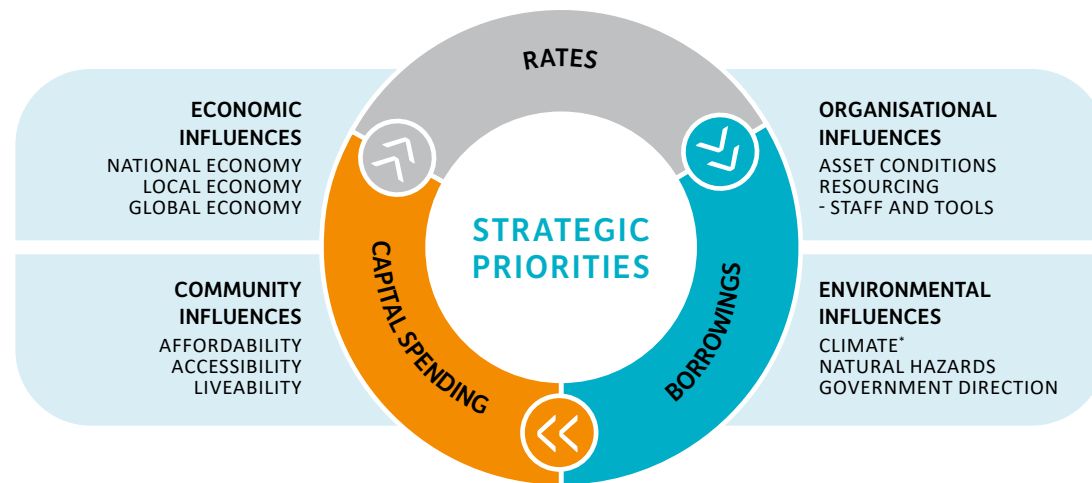 RATES
ECONOMIC
INFLUENCES
NATIONAL ECONOMY
LOCAL ECONOMY
GLOBAL ECONOMY
ORGANISATIONAL
INFLUENCES
ASSET CONDITIONS
RESOURCING
- STAFF AND TOOLS
STRATEGIC
PRIORITIES
CAPITAL SPENDING
BORROWINGS
COMMUNITY
INFLUENCES
AFFORDABILITY
ACCESSIBILITY
LIVEABILITY
ENVIRONMENTAL
INFLUENCES
CLIMATE*
NATURAL HAZARDS
GOVERNMENT DIRECTION